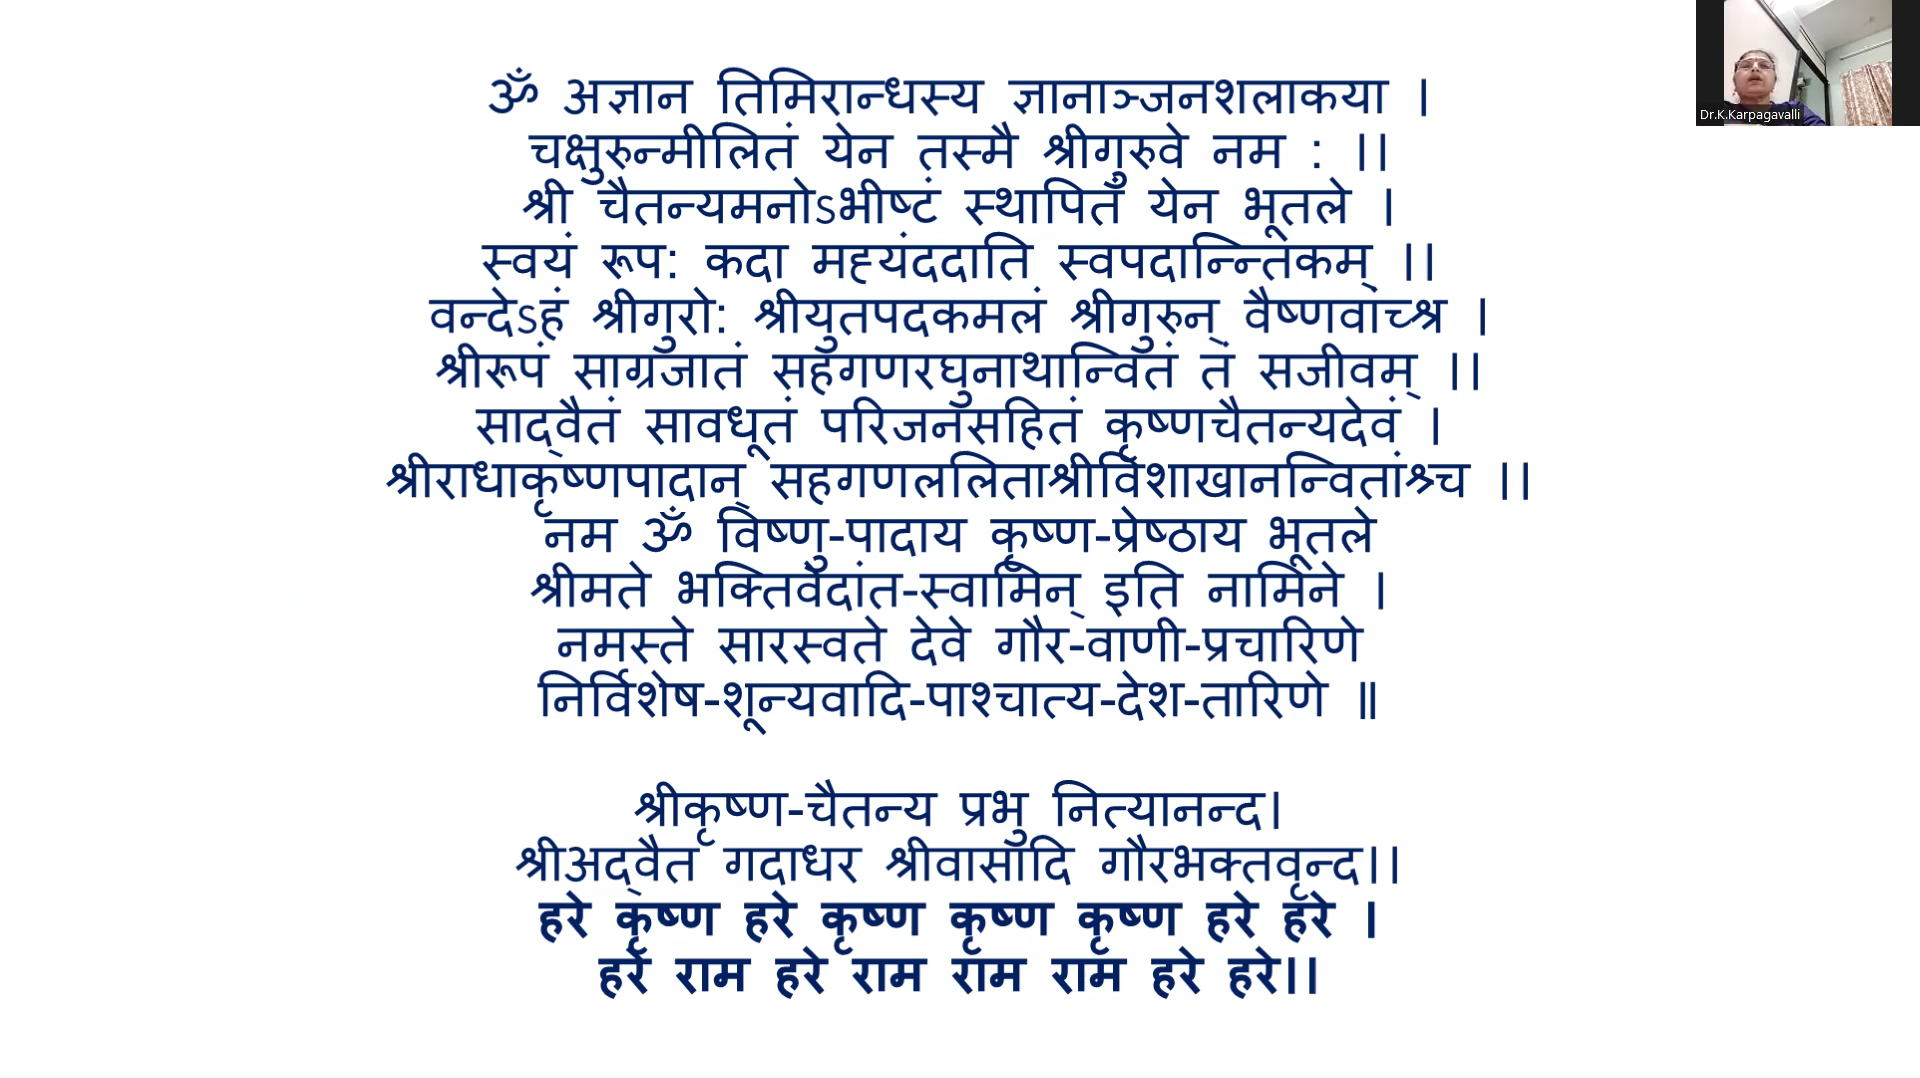 ॐ अज्ञान तिमिरान्धस्य ज्ञानाञ्जनशलाकया ।
चक्षुरुन्मीलितं येन तस्मै श्रीगुरुवे नम : ।।
श्री चैतन्यमनोऽभीष्टं स्थापितं येन भूतले ।
स्वयं रूप: कदा मह्यंददाति स्वपदान्न्तिकम् ।।
वन्देऽहं श्रीगुरो: श्रीयुतपदकमलं श्रीगुरुन् वैष्णवांच्श्र ।
श्रीरूपं साग्रजातं सहगणरघुनाथान्वितं तं सजीवम् ।।
साद्वैतं सावधूतं परिजनसहितं कृष्णचैतन्यदेवं ।
श्रीराधाकृष्णपादान् सहगणललिताश्रीविशाखानन्वितांश्र्च ।।
नम ॐ विष्णु-पादाय कृष्ण-प्रेष्ठाय भूतले
श्रीमते भक्तिवेदांत-स्वामिन् इति नामिने ।
नमस्ते सारस्वते देवे गौर-वाणी-प्रचारिणे
निर्विशेष-शून्यवादि-पाश्चात्य-देश-तारिणे ॥
श्रीकृष्ण-चैतन्य प्रभु नित्यानन्द।
श्रीअद्वैत गदाधर श्रीवासादि गौरभक्तवृन्द।।
हरे कृष्ण हरे कृष्ण कृष्ण कृष्ण हरे हरे ।
हरे राम हरे राम राम राम हरे हरे।।
Dr.K.Karpagavalli